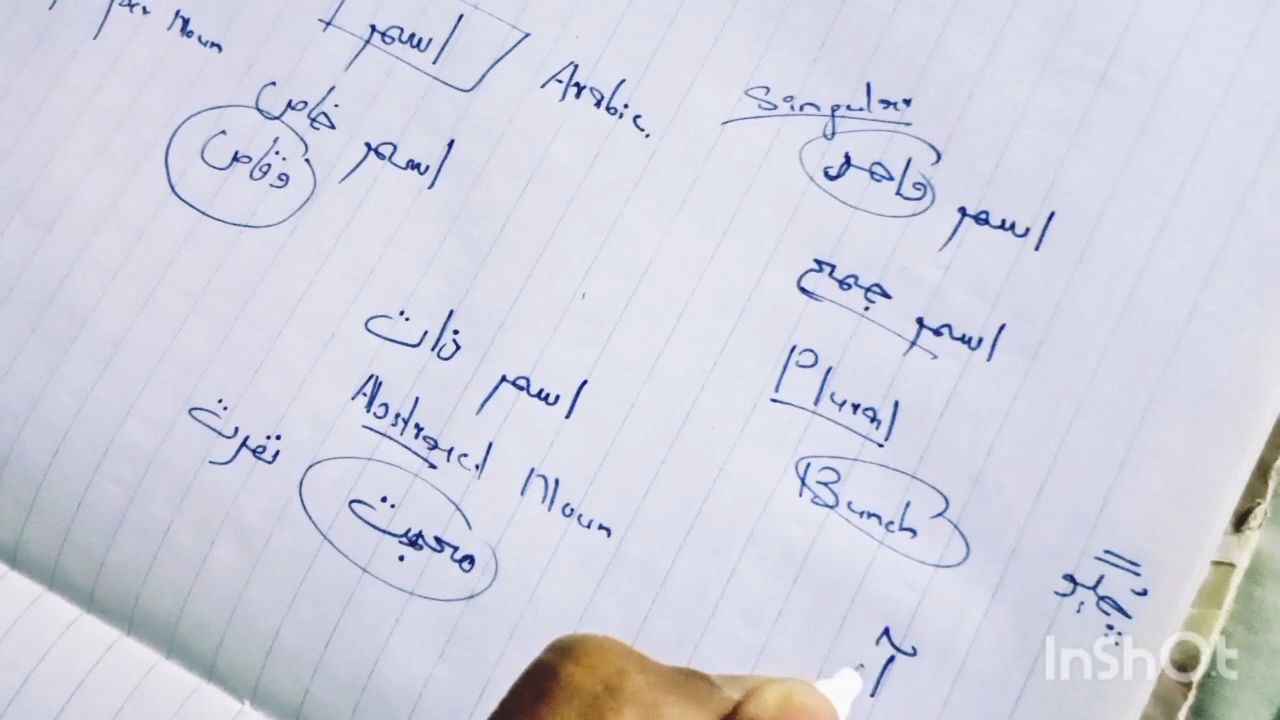 Noun
اسم
Arabic.
Singular
اسم خاص
وقاص
اسم
اسم جمع
Plural
Bunch
اسم ذات
Abstract Noun
نفرت
محبت
آ
InShOt